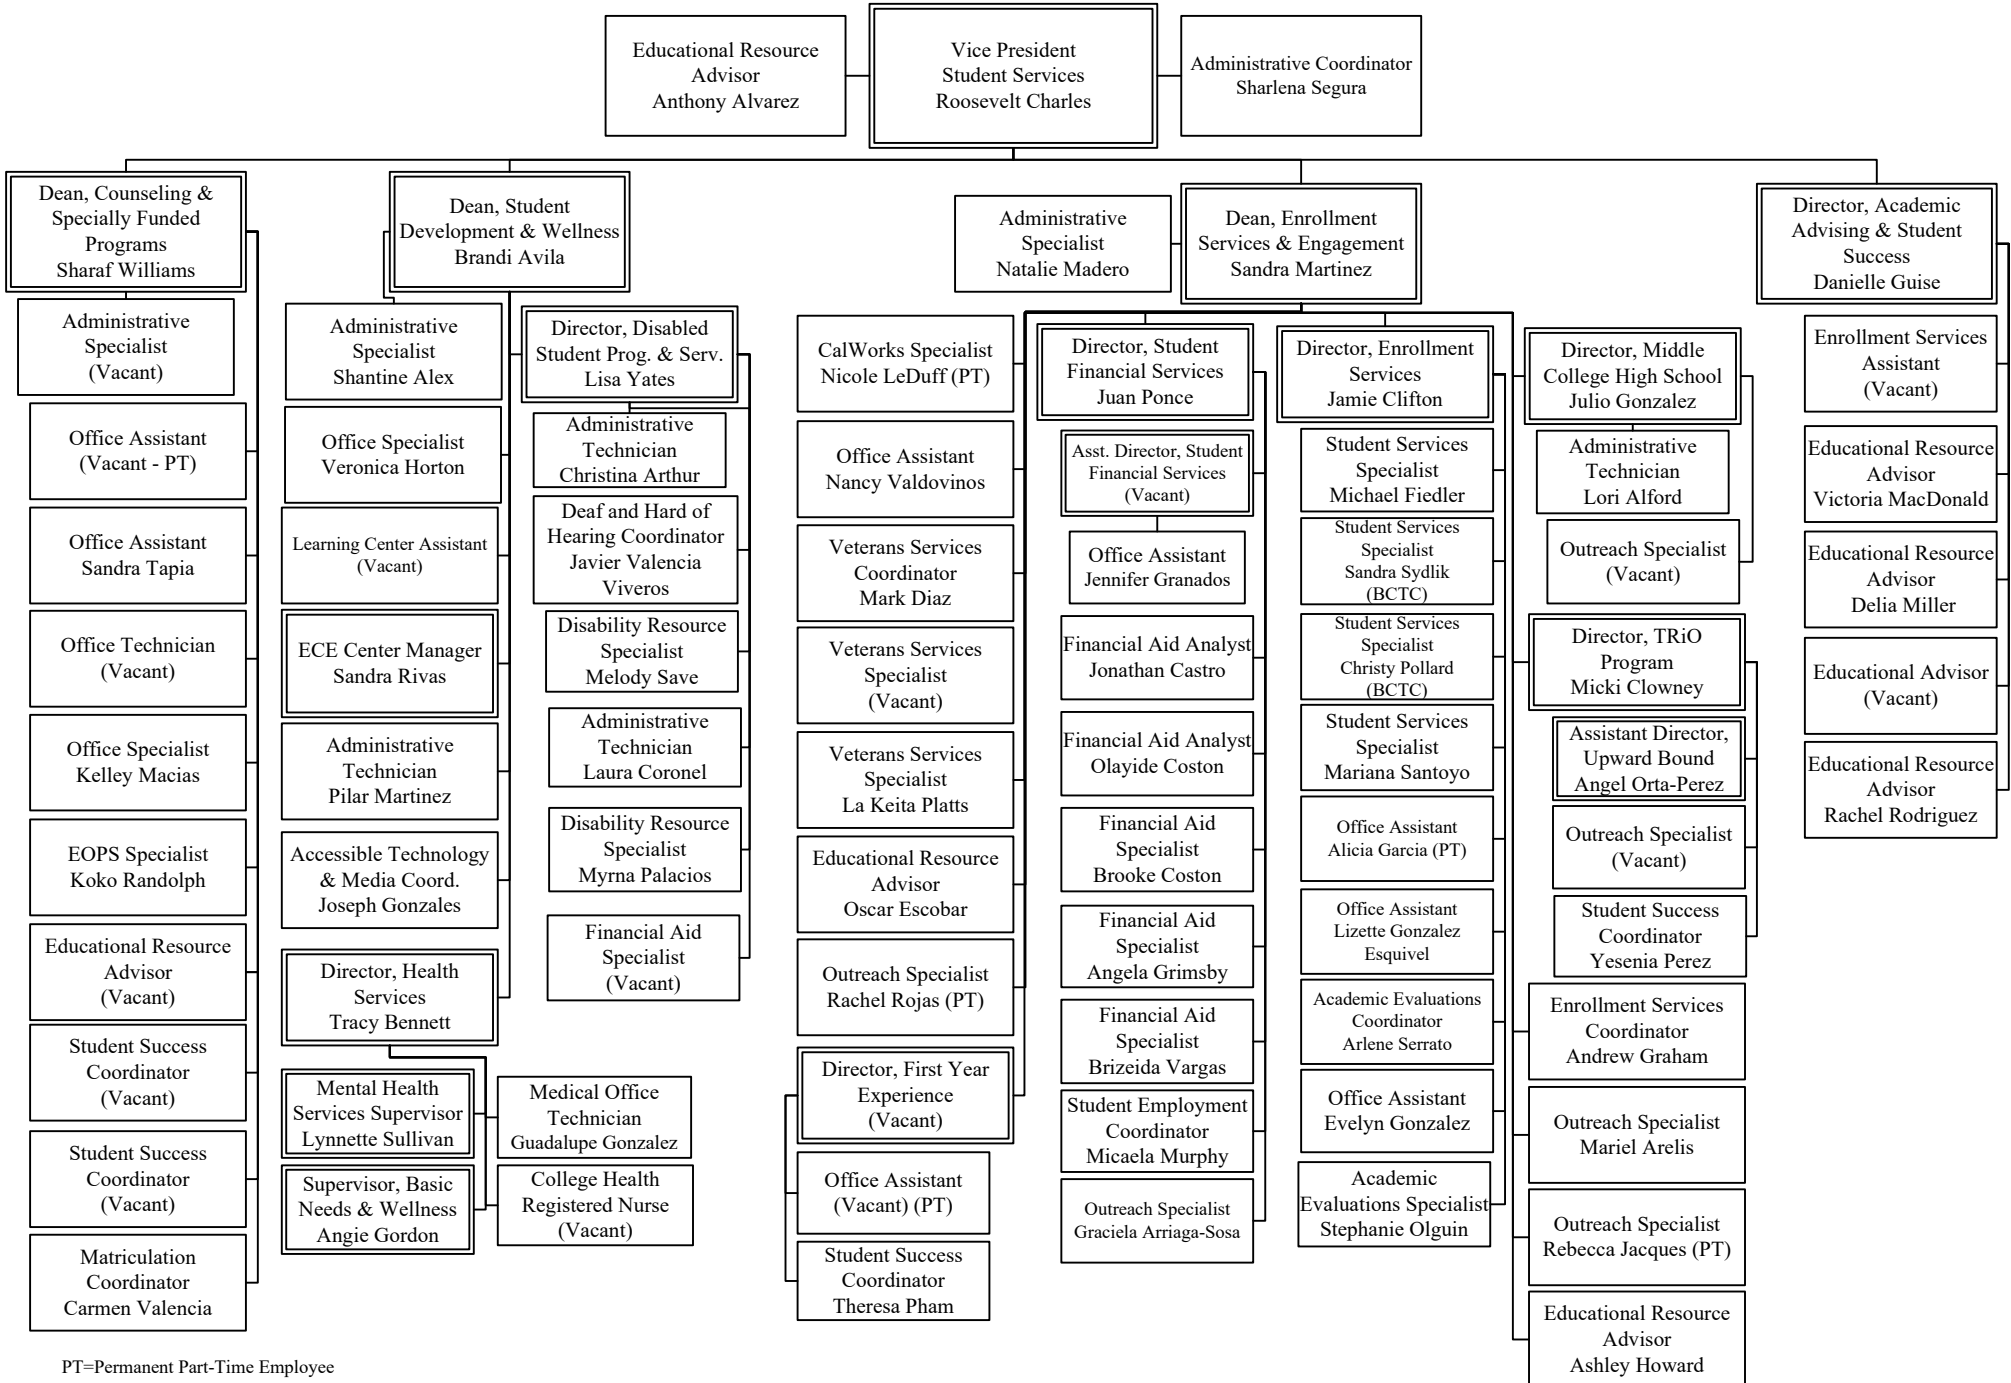 Educational Resource
Advisor
Anthony Alvarez
Vice President
Student Services
Roosevelt Charles
Administrative Coordinator
Sharlena Segura
Dean, Counseling &
Specially Funded
Programs
Sharaf Williams
Administrative
Specialist
(Vacant)
Office Assistant
(Vacant - PT)
Office Assistant
Sandra Tapia
Office Technician
(Vacant)
Office Specialist
Kelley Macias
EOPS Specialist
Koko Randolph
Educational Resource
Advisor
(Vacant)
Student Success
Coordinator
(Vacant)
Student Success
Coordinator
(Vacant)
Matriculation
Coordinator
Carmen Valencia
Dean, Student
Development & Wellness
Brandi Avila
Administrative
Specialist
Shantine Alex
Office Specialist
Veronica Horton
Learning Center Assistant
(Vacant)
ECE Center Manager
Sandra Rivas
Administrative
Technician
Pilar Martinez
Accessible Technology
& Media Coord.
Joseph Gonzales
Director, Health
Services
Tracy Bennett
Mental Health
Services Supervisor
Lynnette Sullivan
Supervisor, Basic
Needs & Wellness
Angie Gordon
Medical Office
Technician
Guadalupe Gonzalez
College Health
Registered Nurse
(Vacant)
Director, Disabled
Student Prog. & Serv.
Lisa Yates
Administrative
Technician
Christina Arthur
Deaf and Hard of
Hearing Coordinator
Javier Valencia
Viveros
Disability Resource
Specialist
Melody Save
Administrative
Technician
Laura Coronel
Disability Resource
Specialist
Myrna Palacios
Financial Aid
Specialist
(Vacant)
Administrative
Specialist
Natalie Madero
Dean, Enrollment
Services & Engagement
Sandra Martinez
CalWorks Specialist
Nicole LeDuff (PT)
Office Assistant
Nancy Valdovinos
Veterans Services
Coordinator
Mark Diaz
Veterans Services
Specialist
(Vacant)
Veterans Services
Specialist
La Keita Platts
Educational Resource
Advisor
Oscar Escobar
Outreach Specialist
Rachel Rojas (PT)
Director, First Year
Experience
(Vacant)
Office Assistant
(Vacant) (PT)
Student Success
Coordinator
Theresa Pham
Director, Student
Financial Services
Juan Ponce
Asst. Director, Student
Financial Services
(Vacant)
Office Assistant
Jennifer Granados
Financial Aid Analyst
Jonathan Castro
Financial Aid Analyst
Olayide Coston
Financial Aid
Specialist
Brooke Coston
Financial Aid
Specialist
Angela Grimsby
Financial Aid
Specialist
Brizeida Vargas
Student Employment
Coordinator
Micaela Murphy
Outreach Specialist
Graciela Arriaga-Sosa
Director, Enrollment
Services
Jamie Clifton
Student Services
Specialist
Michael Fiedler
Student Services
Specialist
Sandra Sydlik
(BCTC)
Student Services
Specialist
Christy Pollard
(BCTC)
Student Services
Specialist
Mariana Santoyo
Office Assistant
Alicia Garcia (PT)
Office Assistant
Lizette Gonzalez
Esquivel
Academic Evaluations
Coordinator
Arlene Serrato
Office Assistant
Evelyn Gonzalez
Academic
Evaluations Specialist
Stephanie Olguin
Director, Middle
College High School
Julio Gonzalez
Administrative
Technician
Lori Alford
Outreach Specialist
(Vacant)
Director, TRiO
Program
Micki Clowney
Assistant Director,
Upward Bound
Angel Orta-Perez
Outreach Specialist
(Vacant)
Student Success
Coordinator
Yesenia Perez
Enrollment Services
Coordinator
Andrew Graham
Outreach Specialist
Mariel Arelis
Outreach Specialist
Rebecca Jacques (PT)
Educational Resource
Advisor
Ashley Howard
Director, Academic
Advising & Student
Success
Danielle Guise
Enrollment Services
Assistant
(Vacant)
Educational Resource
Advisor
Victoria MacDonald
Educational Resource
Advisor
Delia Miller
Educational Advisor
(Vacant)
Educational Resource
Advisor
Rachel Rodriguez
PT=Permanent Part-Time Employee